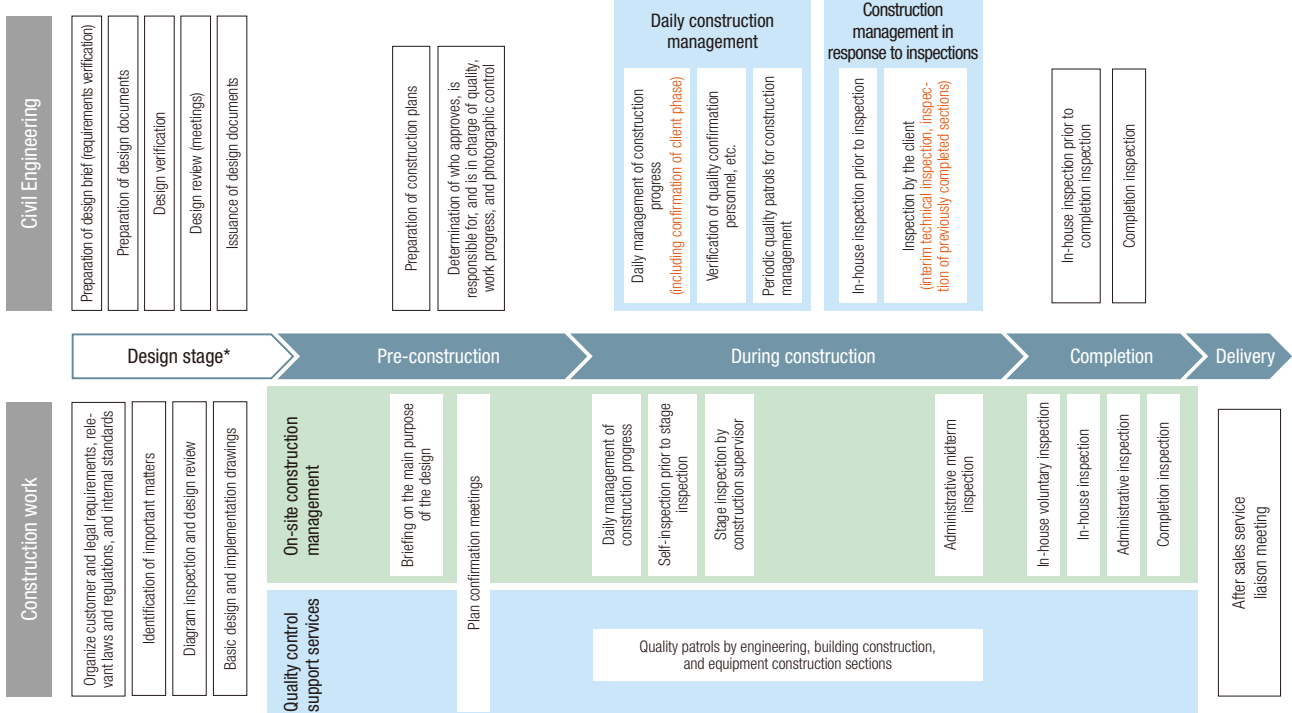 Civil Engineering
Preparation of design brief (requirements verification)
Preparation of design documents
Design verification
Design review (meetings)
Issuance of design documents
Preparation of construction plans
Determination of who approves, is
responsible for, and is in charge of quality,
work progress, and photographic control
Daily construction
management
Daily management of construction
progress
(including confirmation of client phase)
Verification of quality confirmation
personnel, etc.
Periodic quality patrols for construction
management
Construction
management in
response to inspections
In-house inspection prior to inspection
Inspection by the client
(interim technical inspection, inspec-
tion of previously completed sections)
In-house inspection prior to
completion inspection
Completion inspection
Design stage*
Pre-construction
During construction
Completion
Delivery
Construction work
Organize customer and legal requirements, rele-
vant laws and regulations, and internal standards
Identification of important matters
Diagram inspection and design review
Basic design and implementation drawings
On-site construction
management
Briefing on the main purpose
of the design
Plan confirmation meetings
Daily management of
construction progress
Self-inspection prior to stage
inspection
Stage inspection by
construction supervisor
Administrative midterm
inspection
In-house voluntary inspection
In-house inspection
Administrative inspection
Completion inspection
After sales service
liaison meeting
Quality control
support services
Quality patrols by engineering, building construction,
and equipment construction sections